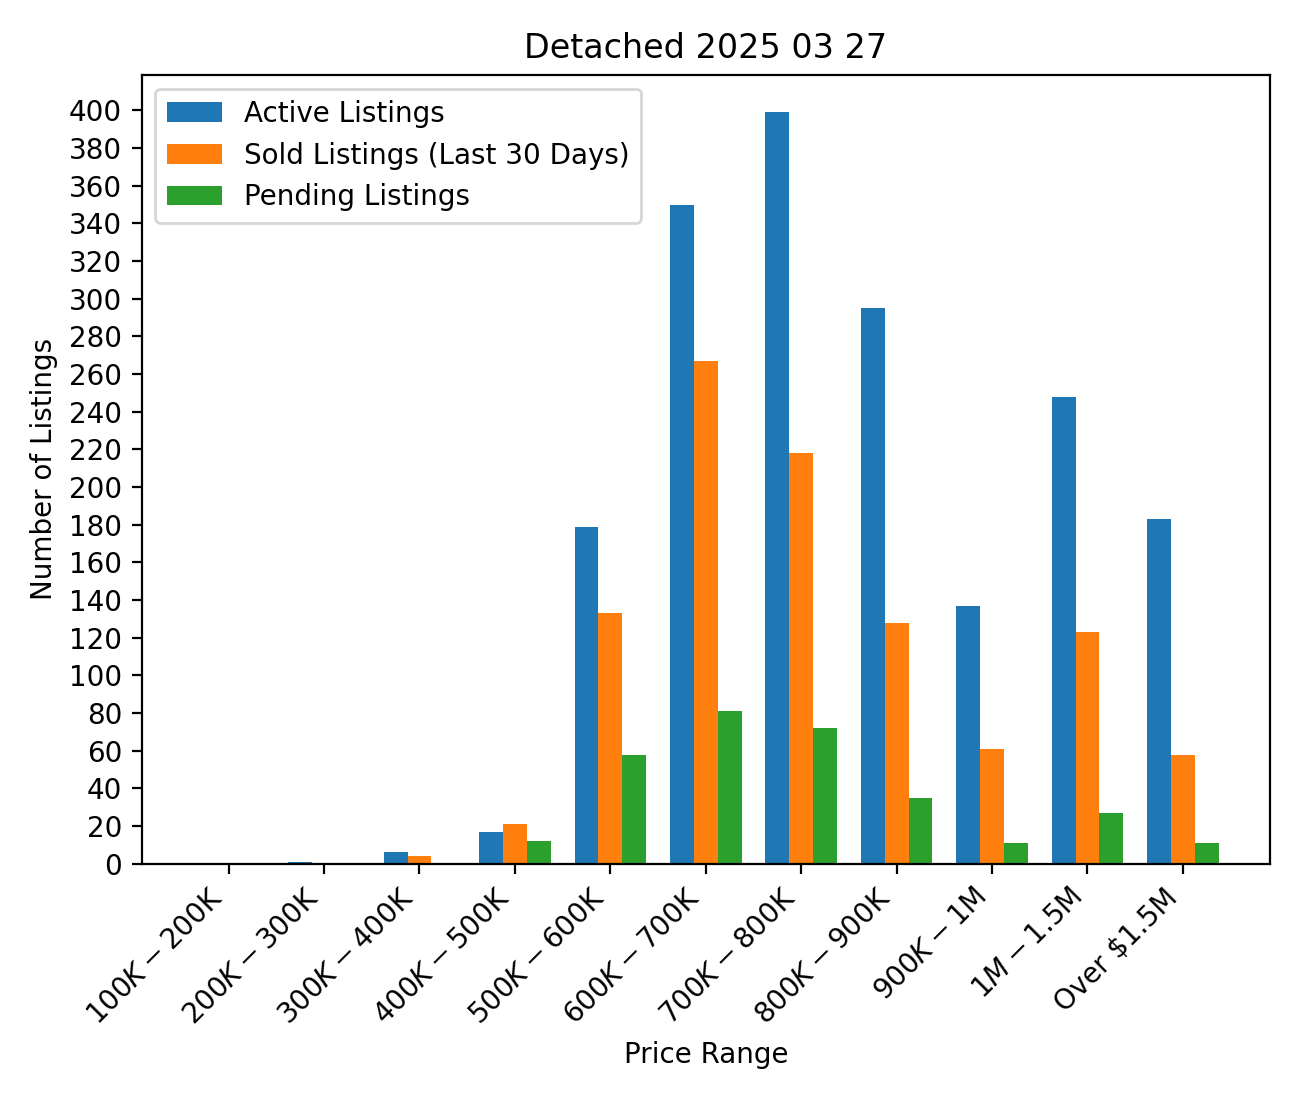 Detached 2025 03 27
Active Listings
Sold Listings (Last 30 Days)
Pending Listings
400
380
360
340
320
300
280
260
240
220
200
180
160
140
120
100
80
60
40
20
0
Number of Listings
100K − 200K
200K − 300K
300K − 400K
400K − 500K
500K − 600K
600K − 700K
700K − 800K
800K − 900K
900K − 1M
1M − 1.5M
Over $1.5M
Price Range